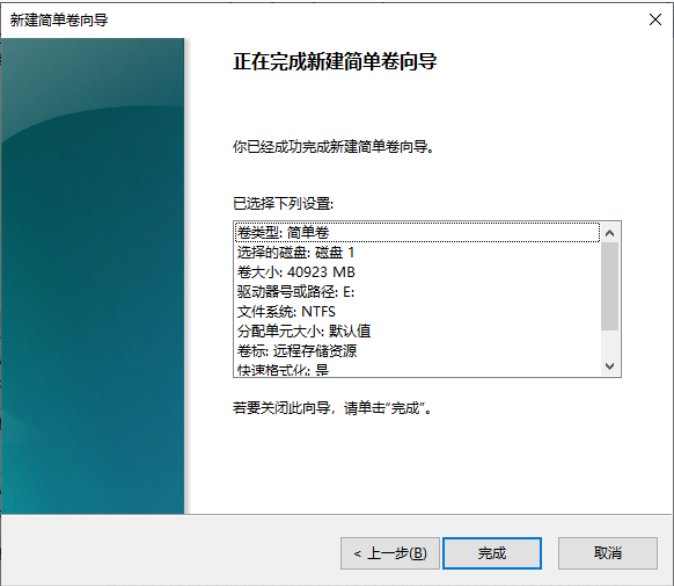 新建简单卷向导
正在完成新建简单卷向导
你已经成功完成新建简单卷向导。
已选择下列设置:
卷类型: 简单卷
选择的磁盘: 磁盘 1
卷大小: 40923 MB
驱动器号或路径: E:
文件系统: NTFS
分配单元大小: 默认值
卷标: 远程存储资源
快速格式化: 是
若要关闭此向导，请单击"完成"。
< 上一步(B)
完成
取消